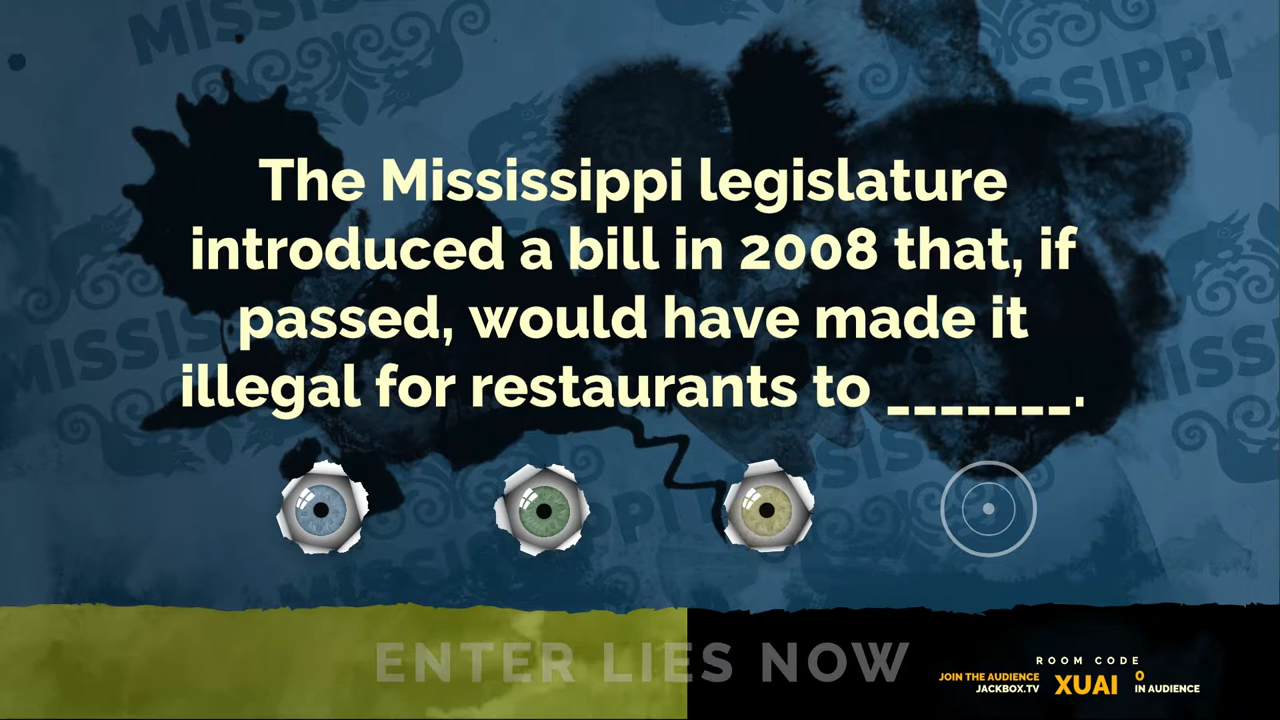 MISSISSIPPI
The Mississippi legislature
introduced a bill in 2008 that, if
passed, would have made it
illegal for restaurants to _______.
ENTER LIES NOW
ROOM CODE
JOIN THE AUDIENCE
JACKBOX.TV
XUAI
0
IN AUDIENCE